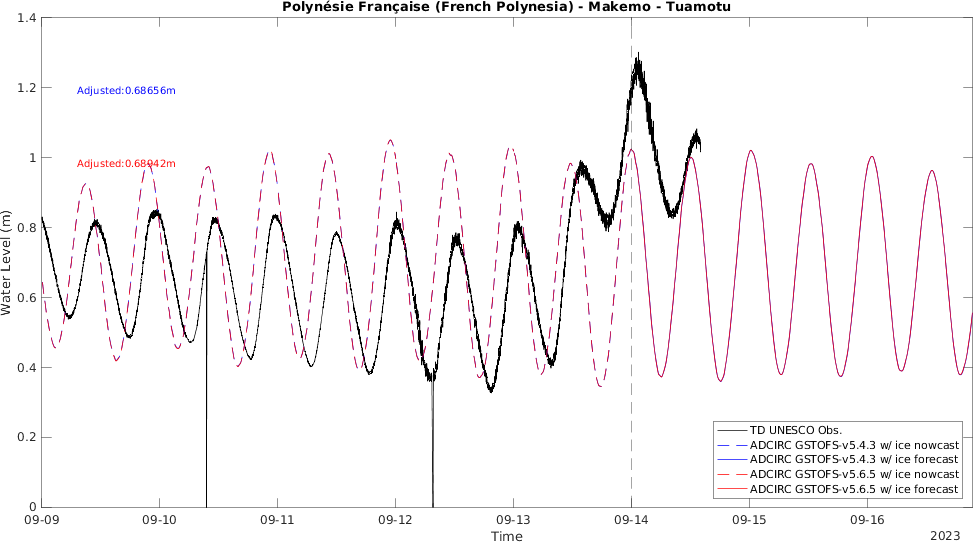 Polynésie Française (French Polynesia) - Makemo - Tuamotu
1.4
1.2
1
0.8
0.6
0.4
0.2
0
Water Level (m)
Adjusted:0.68656m
Adjusted:0.68942m
TD UNESCO Obs.
ADCIRC GSTOFS-v5.4.3 w/ ice nowcast
ADCIRC GSTOFS-v5.4.3 w/ ice forecast
ADCIRC GSTOFS-v5.6.5 w/ ice nowcast
ADCIRC GSTOFS-v5.6.5 w/ ice forecast
09-09 09-10 09-11 09-12 09-13 09-14 09-15 09-16
Time
2023